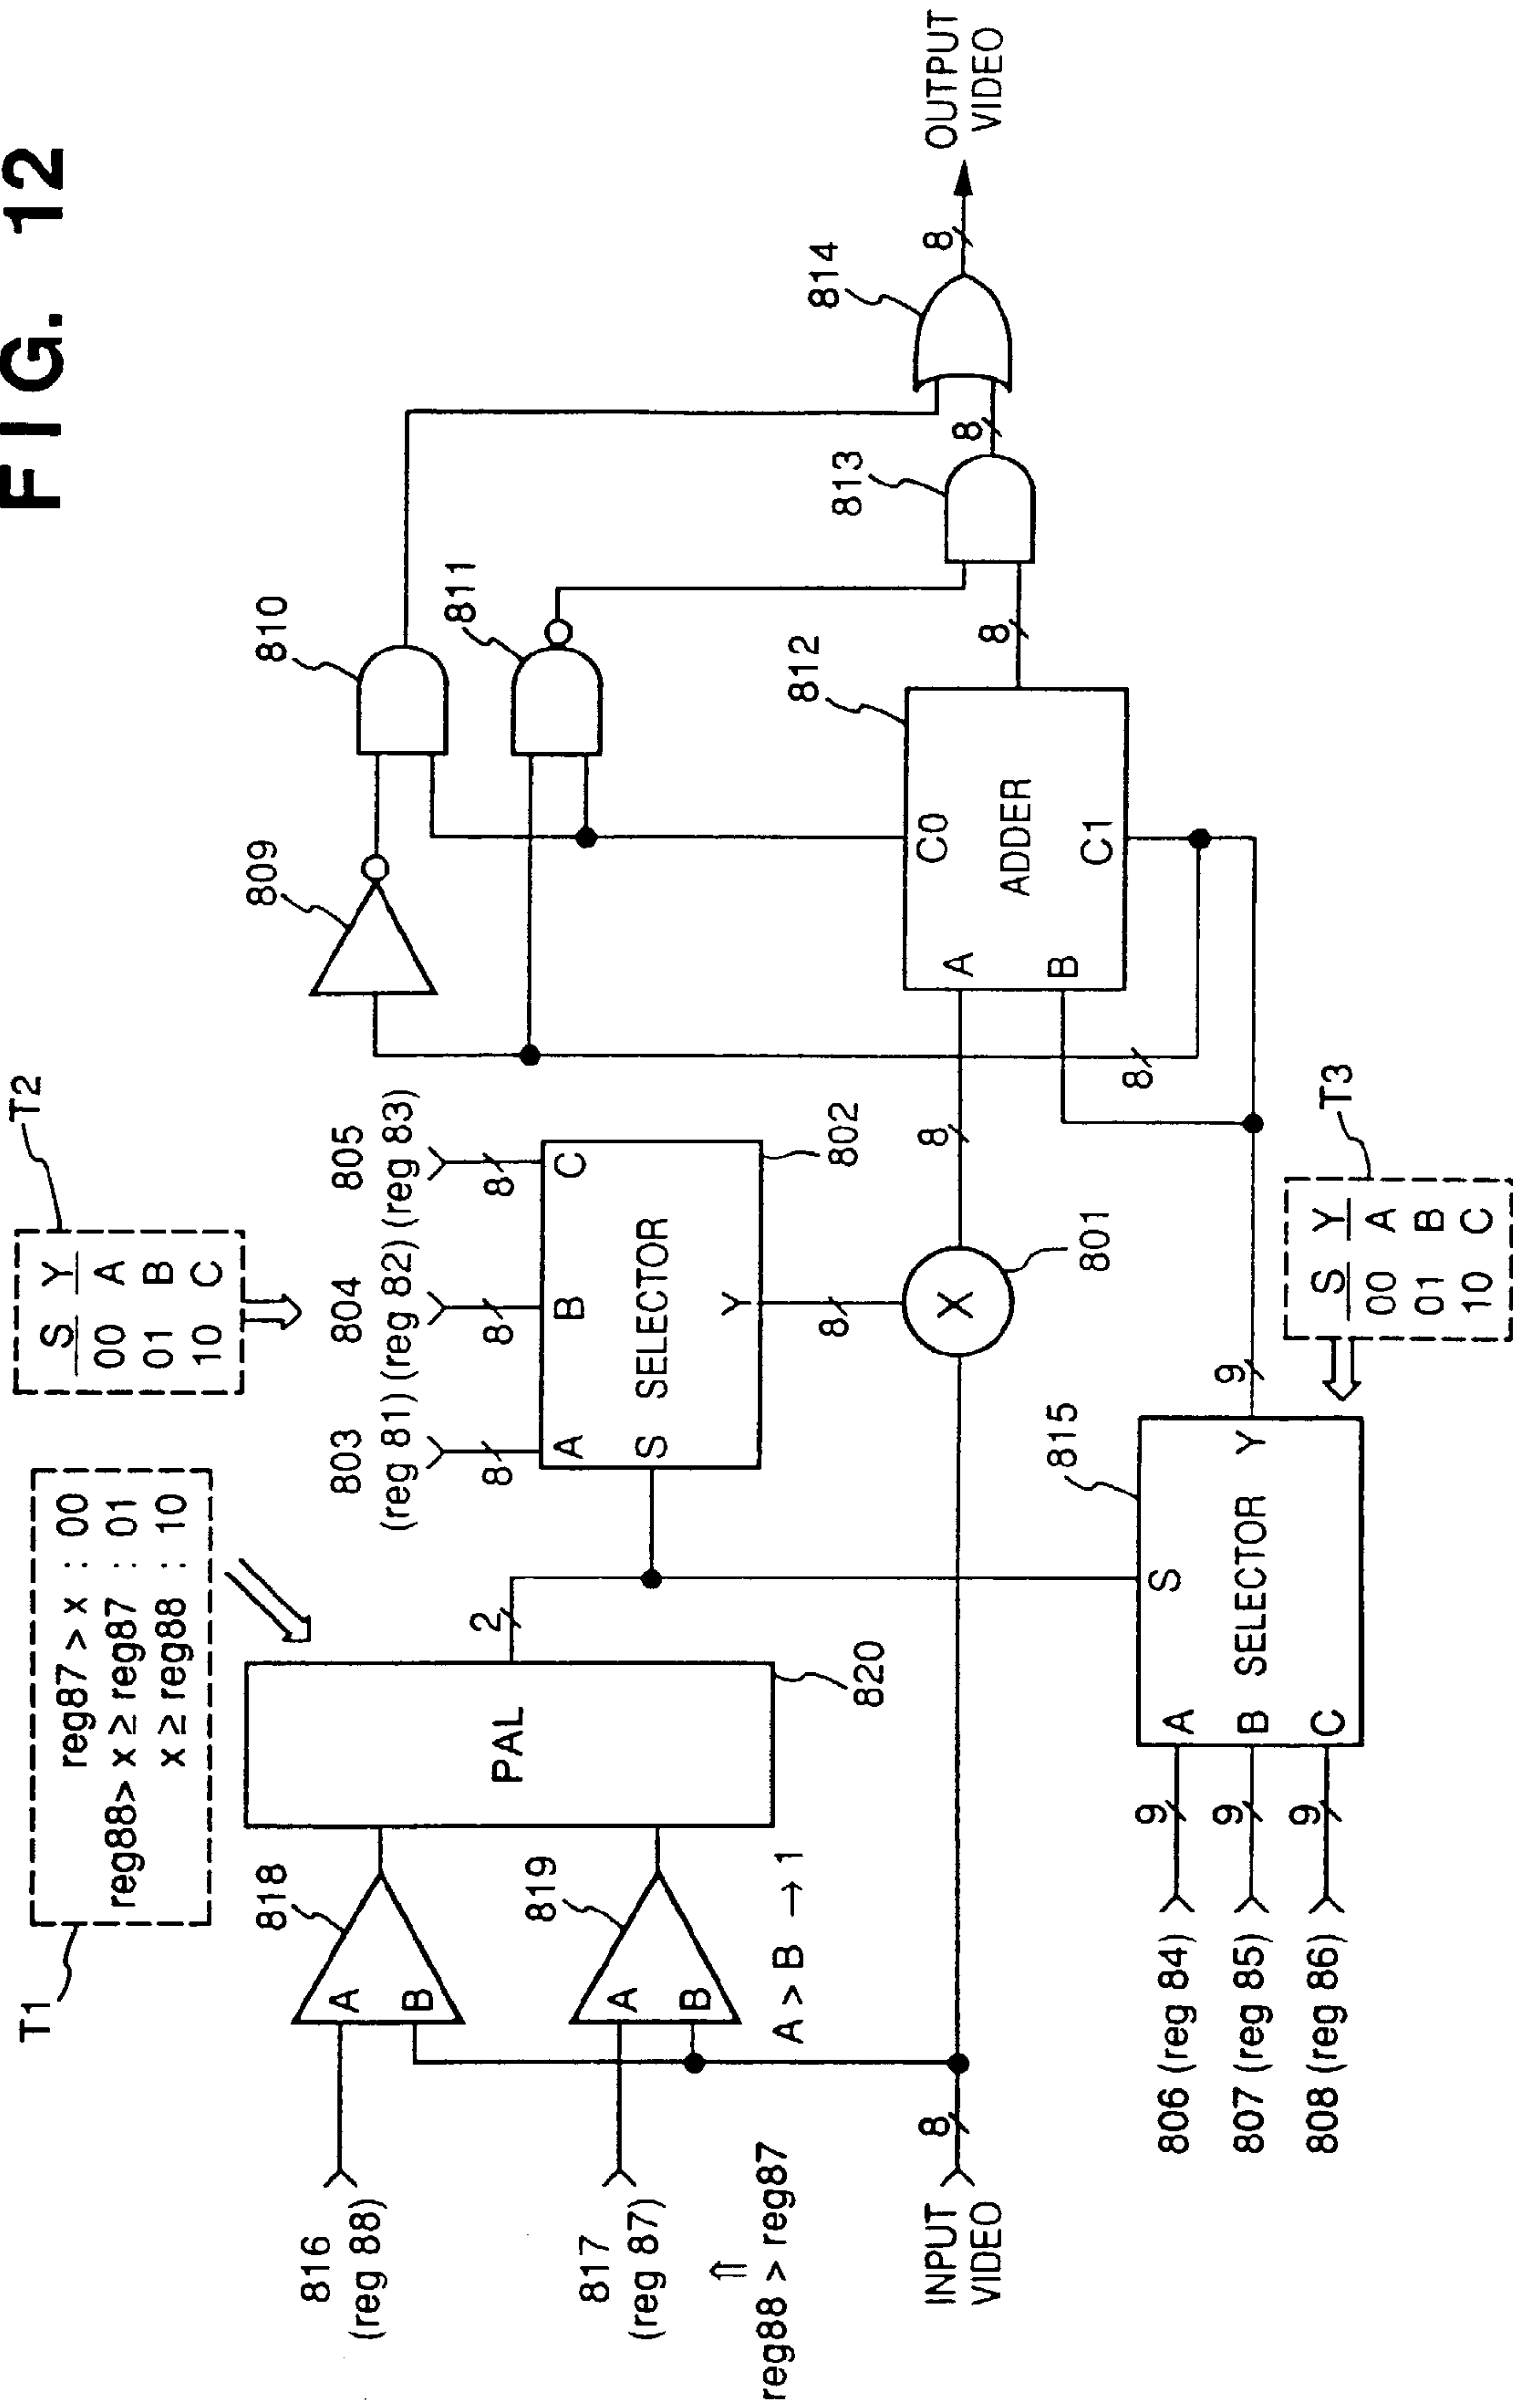 FIG. 12
T1
reg87 > x : 00
reg88 > x ≥ reg87 : 01
x ≥ reg88 : 10
T2
S Y
00 A
01 B
10 C
816
(reg 88)
A
B
818
817
(reg 87)
A
B
819
⇑
reg88 > reg87
A > B → 1
PAL
820
2
803
(reg 81)
804
(reg 82)
805
(reg 83)
8
8
8
A
B
C
S
SELECTOR
Y
802
8
INPUT
VIDEO
8
X
801
8
806 (reg 84)
807 (reg 85)
808 (reg 86)
9
9
9
A
B
C
S
SELECTOR
Y
815
9
T3
S Y
00 A
01 B
10 C
8
809
810
811
812
A
B
C0
ADDER
C1
8
813
8
814
8
OUTPUT
VIDEO